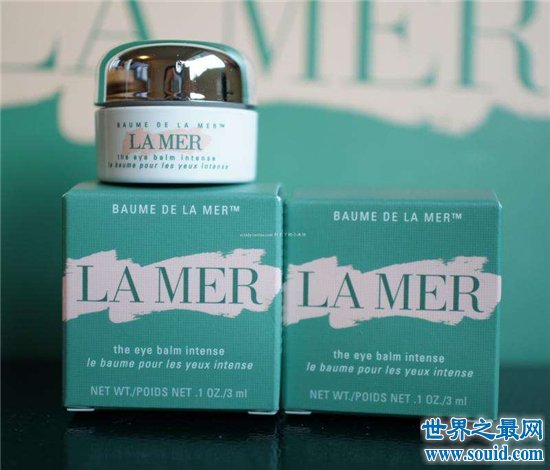 LA MER
BAUME DE LA MER™
LA MER
the eye balm intense
le baume pour les yeux intense
BAUME DE LA MER™
LA MER
the eye balm intense
le baume pour les yeux intense
NET WT./POIDS NET .1 OZ./3 ml
BAUME DE LA MER™
LA MER
the eye balm intense
le baume pour les yeux intense
NET WT./POIDS NET .1 OZ./3 ml
世界之最网
www.souid.com